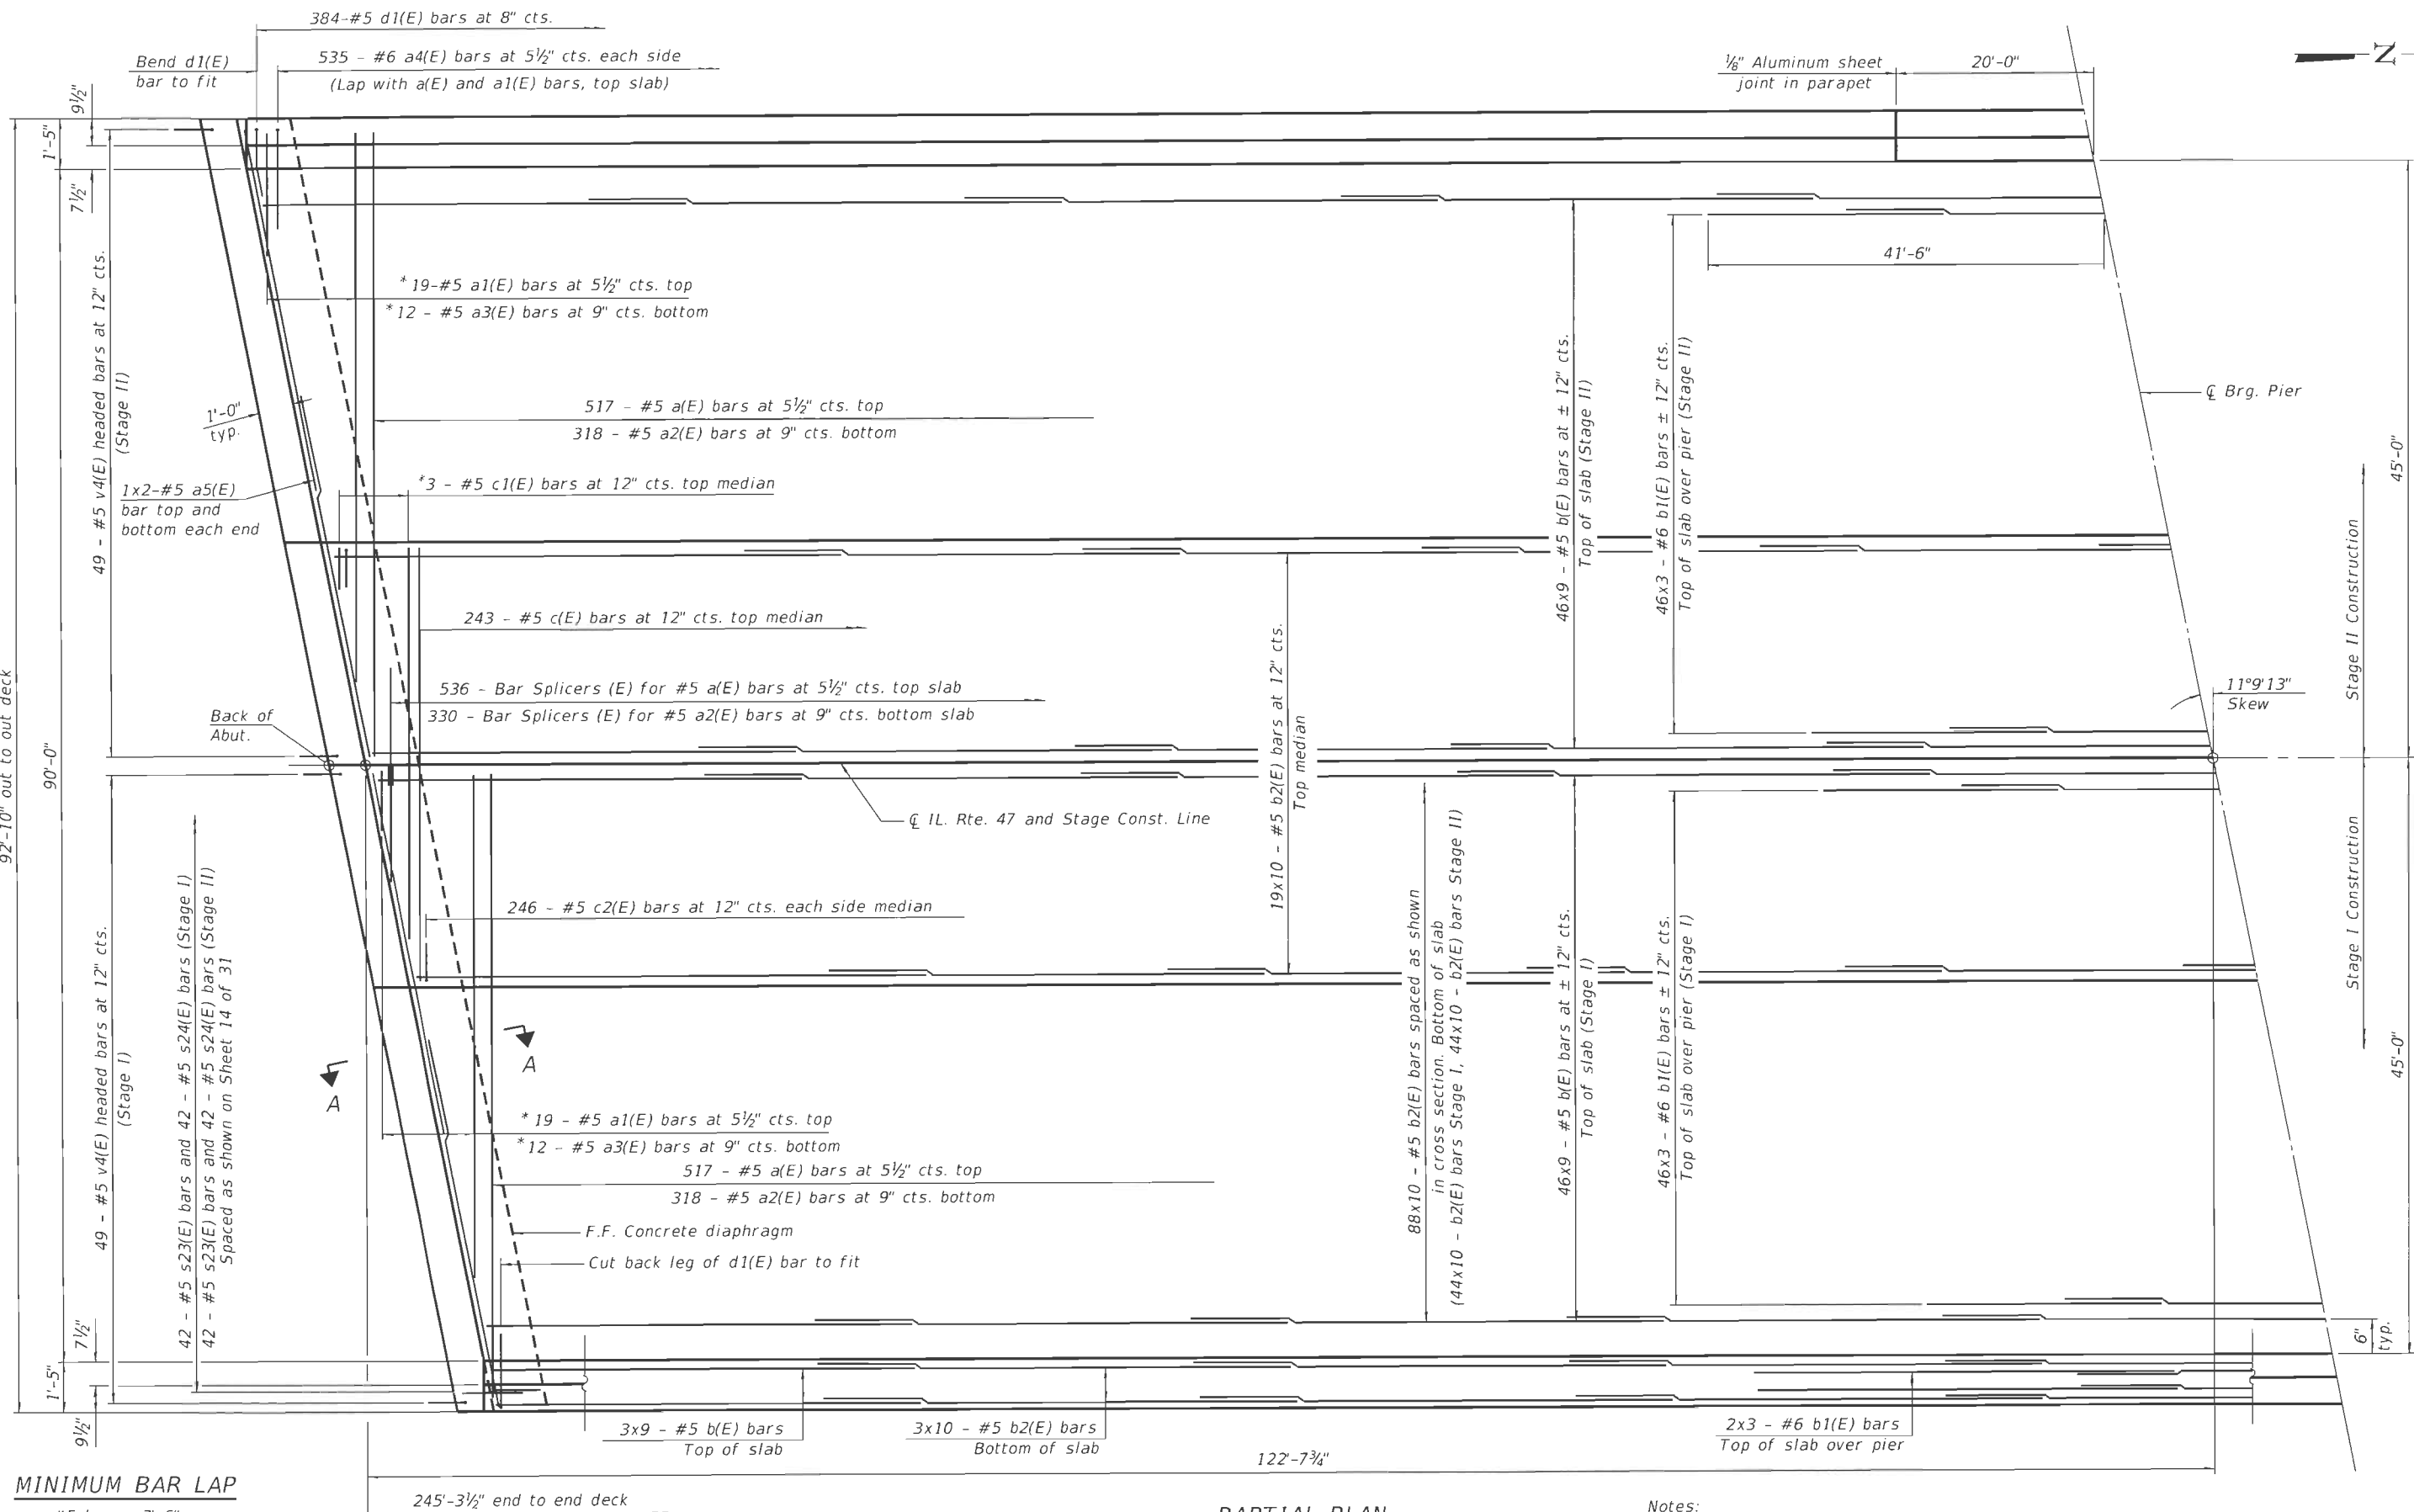 384-#5 d1(E) bars at 8" cts.
Bend d1(E)
bar to fit
535 - #6 a4(E) bars at 5½" cts. each side
(Lap with a(E) and a1(E) bars, top slab)
⅛" Aluminum sheet
joint in parapet
20'-0"
N
9½"
1'-5"
7½"
41'-6"
*19-#5 a1(E) bars at 5½" cts. top
*12 - #5 a3(E) bars at 9" cts. bottom
49 - #5 v4(E) headed bars at 12" cts.
(Stage II)
1'-0"
typ.
517 - #5 a(E) bars at 5½" cts. top
318 - #5 a2(E) bars at 9" cts. bottom
1x2-#5 a5(E)
bar top and
bottom each end
*3 - #5 c1(E) bars at 12" cts. top median
46x9 - #5 b(E) bars at ± 12" cts.
Top of slab (Stage II)
46x3 - #6 b1(E) bars ± 12" cts.
Top of slab over pier (Stage II)
℄ Brg. Pier
45'-0"
Stage II Construction
243 - #5 c(E) bars at 12" cts. top median
536 - Bar Splicers (E) for #5 a(E) bars at 5½" cts. top slab
330 - Bar Splicers (E) for #5 a2(E) bars at 9" cts. bottom slab
19x10 - #5 b2(E) bars at 12" cts.
Top median
11°9'13"
Skew
Back of
Abut.
92'-10" out to out deck
90'-0"
℄ IL. Rte. 47 and Stage Const. Line
246 - #5 c2(E) bars at 12" cts. each side median
88x10 - #5 b2(E) bars spaced as shown
in cross section. Bottom of slab
(44x10 - b2(E) bars Stage I, 44x10 - b2(E) bars Stage II)
46x9 - #5 b(E) bars at ± 12" cts.
Top of slab (Stage I)
46x3 - #6 b1(E) bars ± 12" cts.
Top of slab over pier (Stage I)
Stage I Construction
45'-0"
49 - #5 v4(E) headed bars at 12" cts.
(Stage I)
42 - #5 s23(E) bars and 42 - #5 s24(E) bars (Stage I)
42 - #5 s23(E) bars and 42 - #5 s24(E) bars (Stage II)
Spaced as shown on Sheet 14 of 31
A
A
* 19 - #5 a1(E) bars at 5½" cts. top
*12 - #5 a3(E) bars at 9" cts. bottom
517 - #5 a(E) bars at 5½" cts. top
318 - #5 a2(E) bars at 9" cts. bottom
F.F. Concrete diaphragm
Cut back leg of d1(E) bar to fit
7½"
1'-5"
9½"
6"
typ.
3x9 - #5 b(E) bars
Top of slab
3x10 - #5 b2(E) bars
Bottom of slab
2x3 - #6 b1(E) bars
Top of slab over pier
122'-7¾"
MINIMUM BAR LAP
245'-3½" end to end deck
PARTIAL PLAN
Notes: